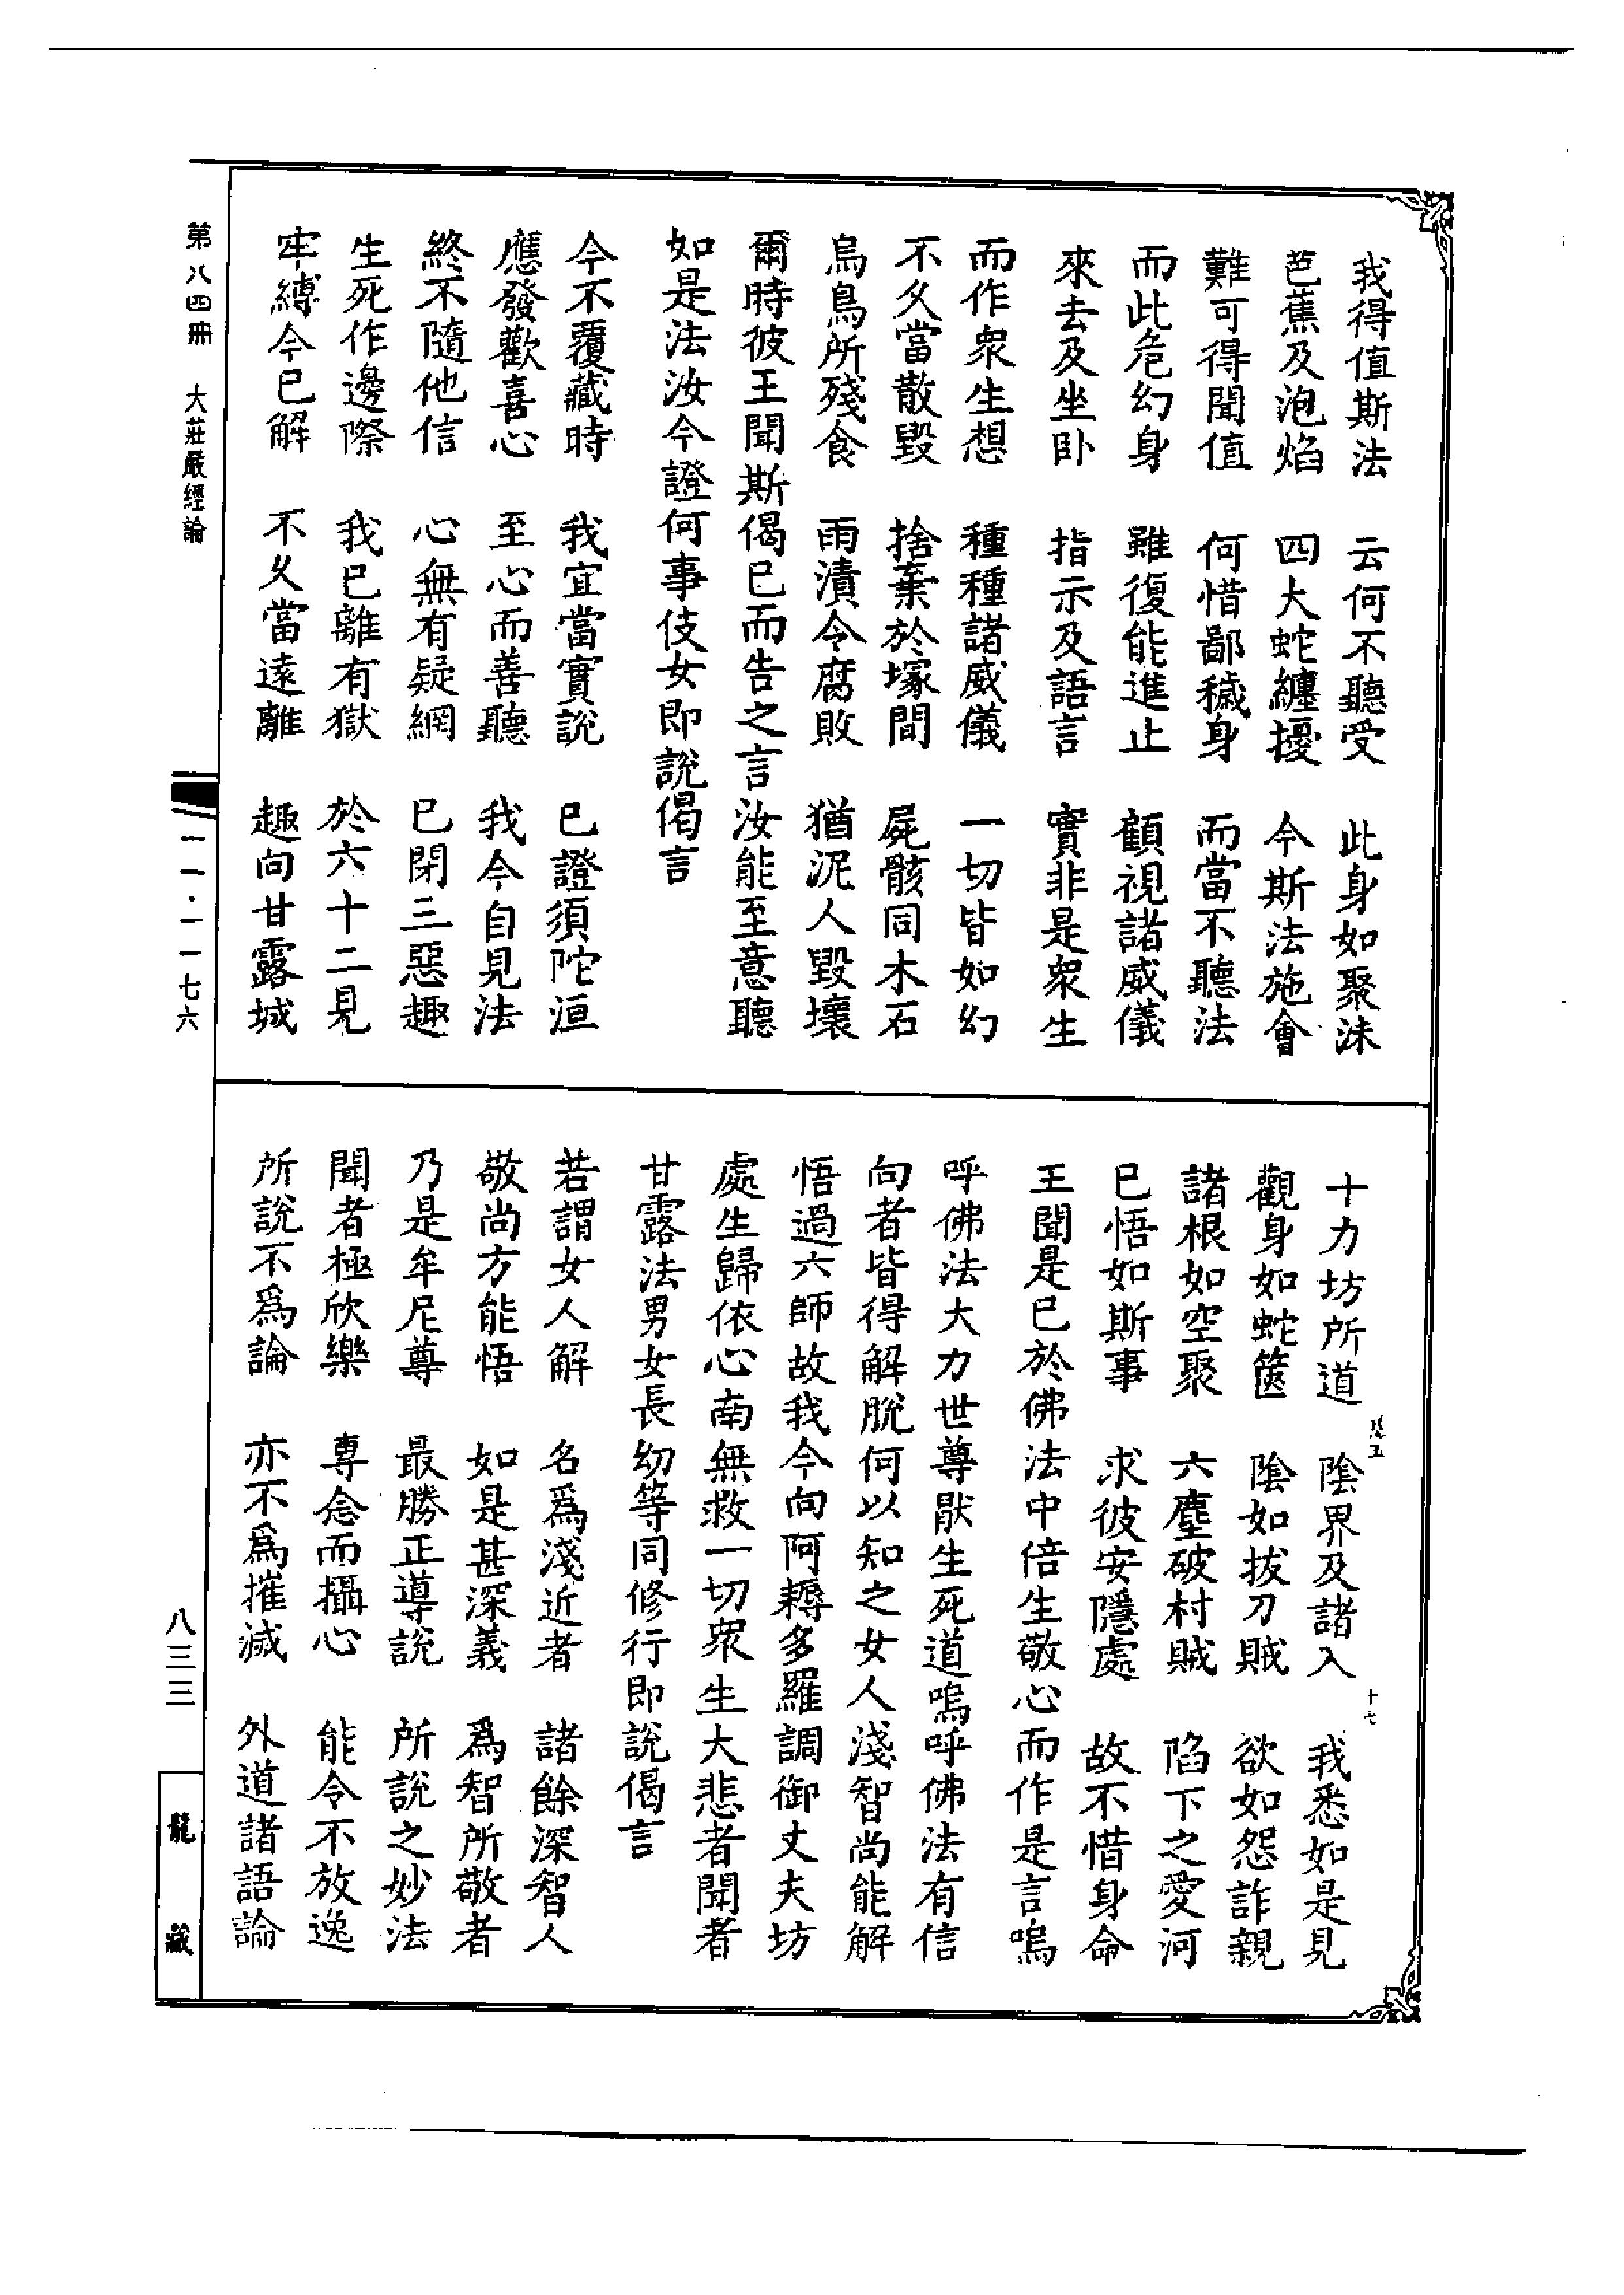 我得值斯法　云何不聽受　此身如聚沫
芭蕉及泡焰　四大蛇纏擾　今斯法施會
難可得聞值　何惜鄙穢身　而當不聽法
而此危幻身　雖復能進止　顧視諸威儀
來去及坐卧　指示及語言　實非是衆生
而作衆生想　種種諸威儀　一切皆如幻
不久當散毀　捨棄於塚間　屍骸同木石
烏鳥所殘食　雨漬令腐敗　猶泥人毀壞
爾時彼王聞斯偈已而告之言汝能至意聽
如是法汝今證何事伎女即說偈言
今不覆藏時　我宜當實說　已證須陀洹
應發歡喜心　至心而善聽　我今自見法
終不隨他信　心無有疑網　已閉三惡趣
生死作邊際　我已離有獄　於六十二見
牢縛今已解　不久當遠離　趣向甘露城
十力坊所道　陰界及諸入　我悉如是見
觀身如蛇篋　陰如拔刀賊　欲如怨詐親
諸根如空聚　六塵破村賊　陷下之愛河
已悟如斯事　求彼安隱處　故不惜身命
王聞是已於佛法中倍生敬心而作是言嗚
呼佛法大力世尊猒生死道嗚呼佛法有信
向者皆得解脫何以知之女人淺智尚能解
悟過六師故我今向阿耨多羅調御丈夫坊
處生歸依心南無救一切衆生大悲者聞者
甘露法男女長幼等同修行即說偈言
若謂女人解　名爲淺近者　諸餘深智人
敬尚方能悟　如是甚深義　爲智所敬者
乃是牟尼尊　最勝正導說　所說之妙法
聞者極欣樂　專念而攝心　能令不放逸
所說不爲論　亦不爲摧滅　外道諸語論
十七
第八四冊　大莊嚴經論
一一·一一七六
八三三
龍藏